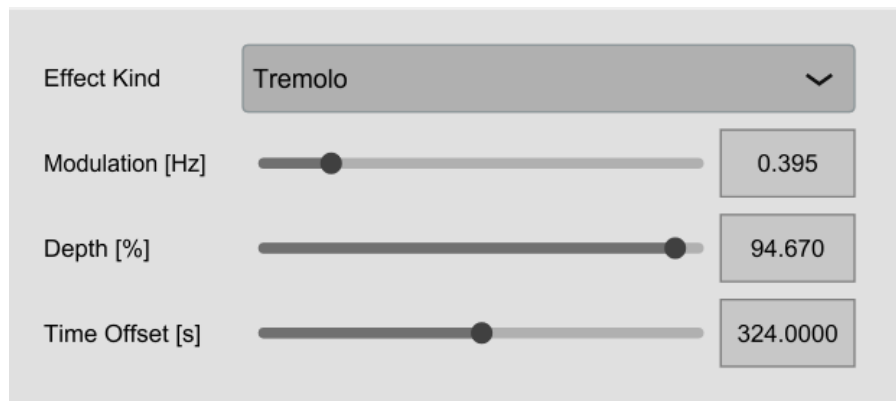 Effect Kind Tremolo
Modulation [Hz] 0.395
Depth [%] 94.670
Time Offset [s] 324.0000